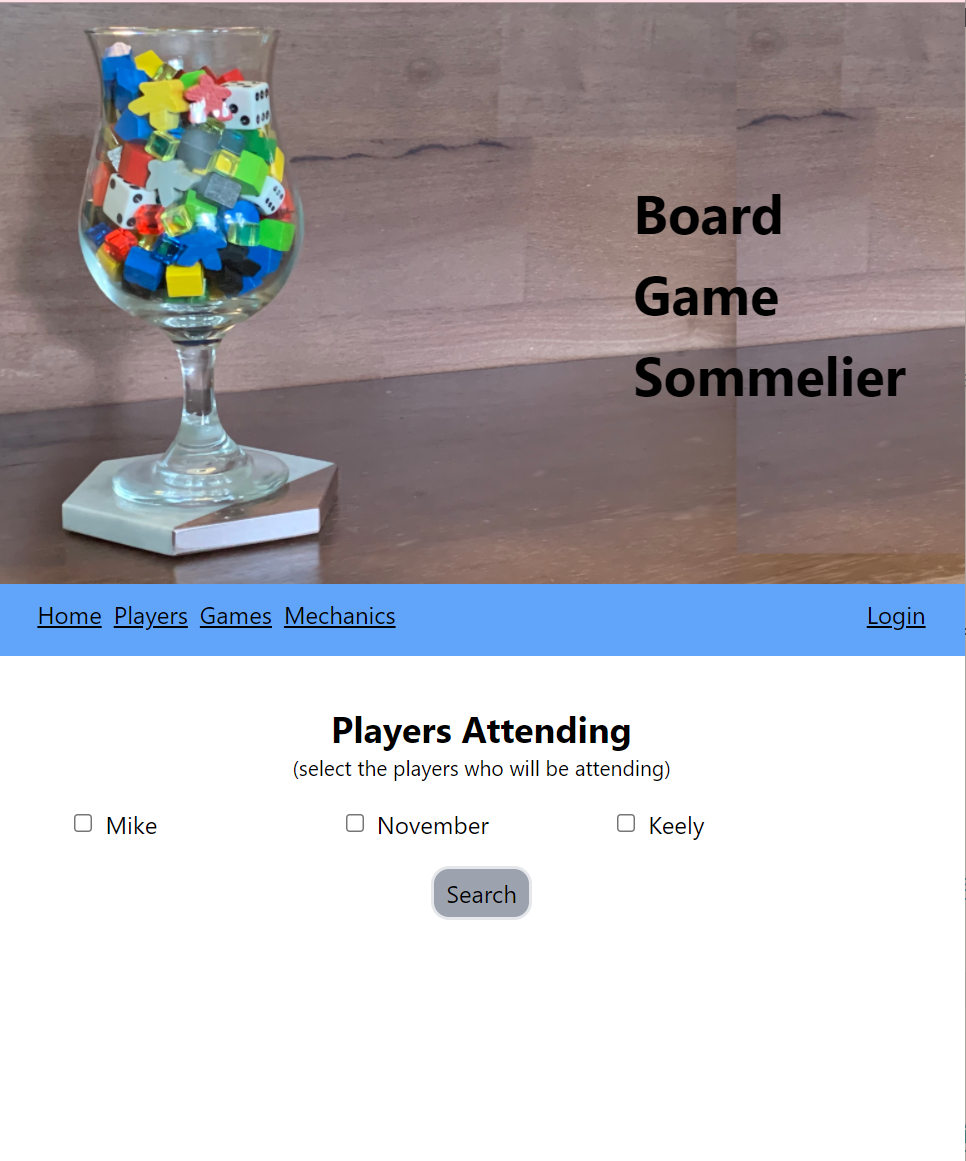 Board
Game
Sommelier
Home Players Games Mechanics Login
Players Attending
(select the players who will be attending)
Mike November Keely
Search